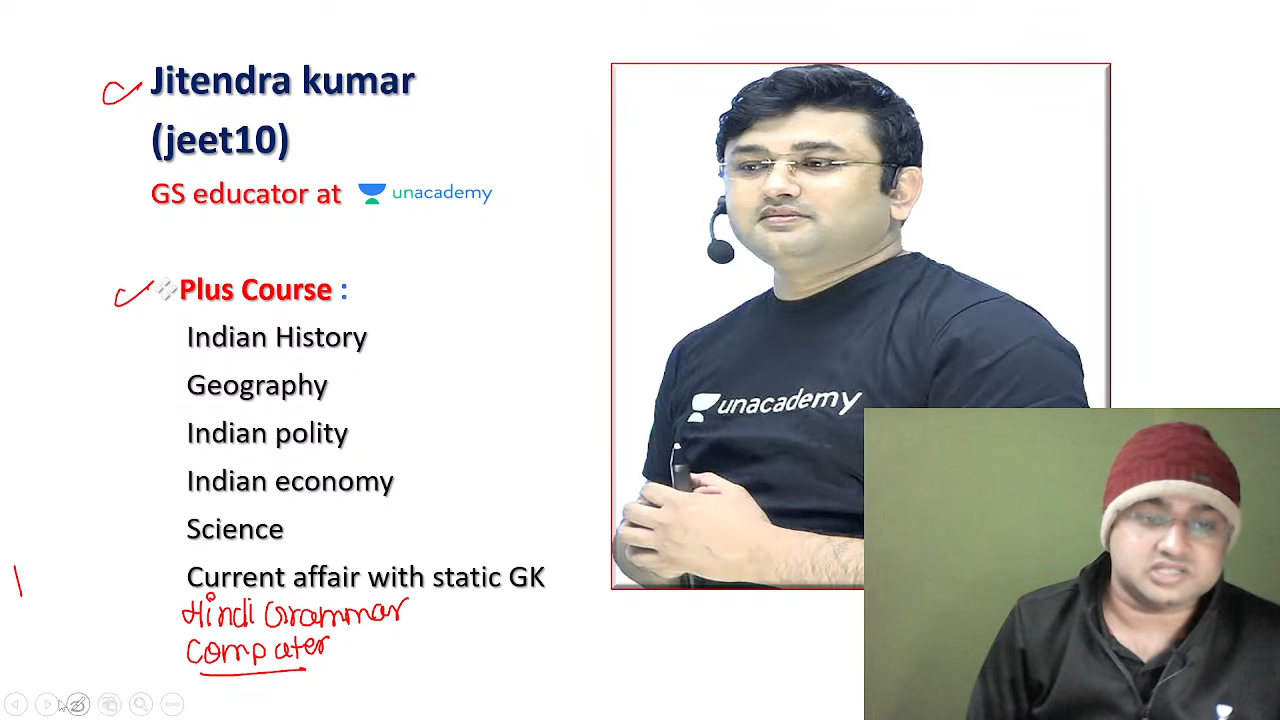 Jitendra kumar
(jeet10)
GS educator at unacademy
Plus Course :
Indian History
Geography
Indian polity
Indian economy
Science
Current affair with static GK
Hindi Grammar
Computer
unacademy